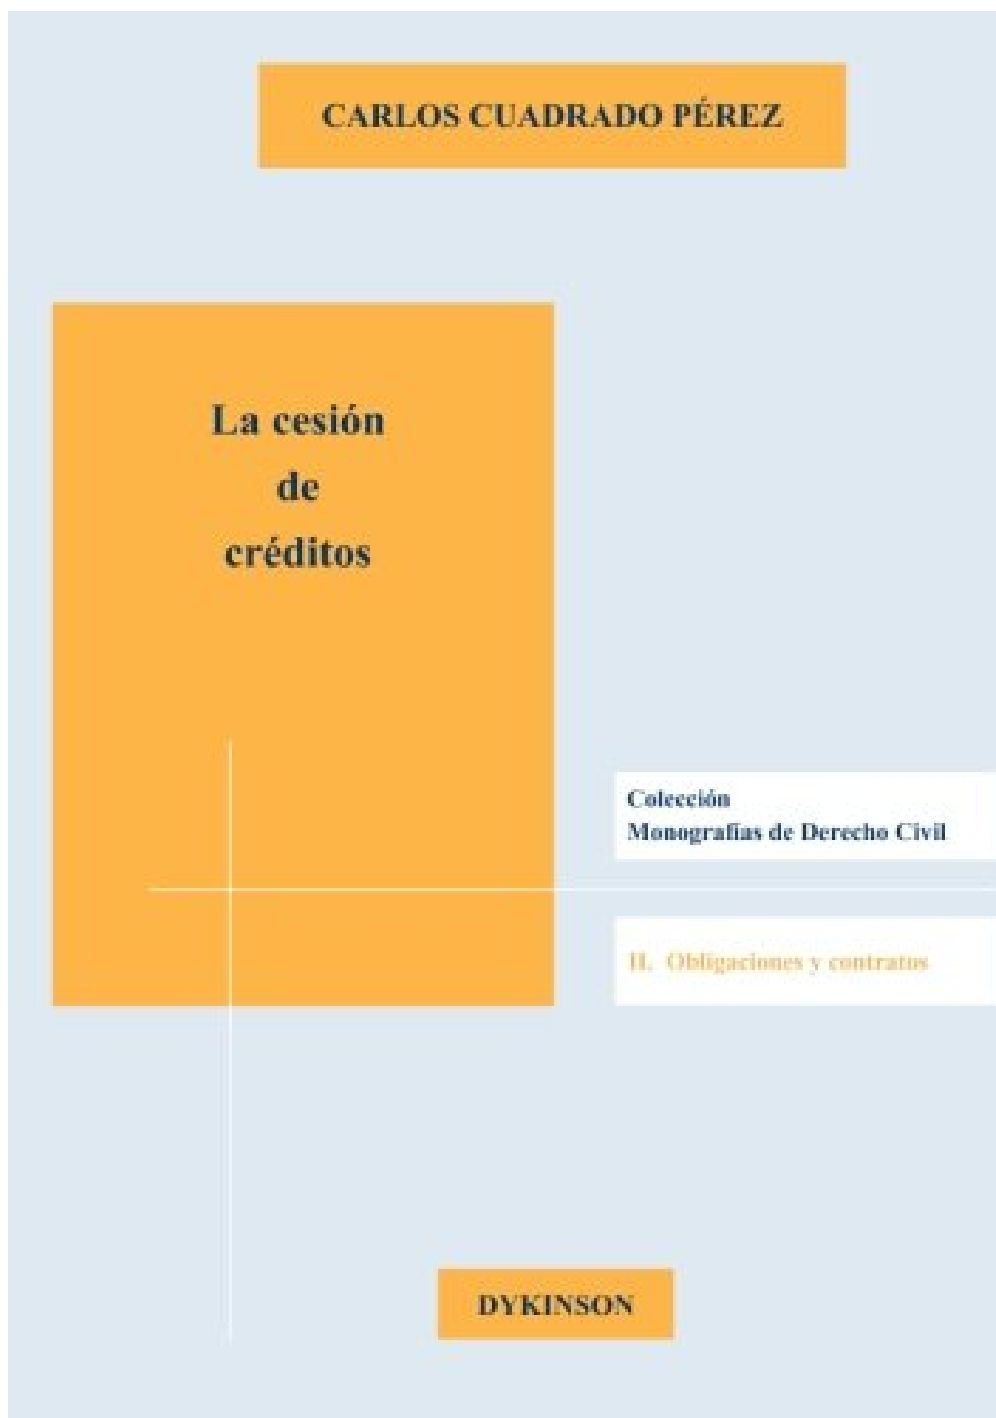 CARLOS CUADRADO PÉREZ
La cesión
de
créditos
Colección
Monografías de Derecho Civil
II. Obligaciones y contratos
DYKINSON